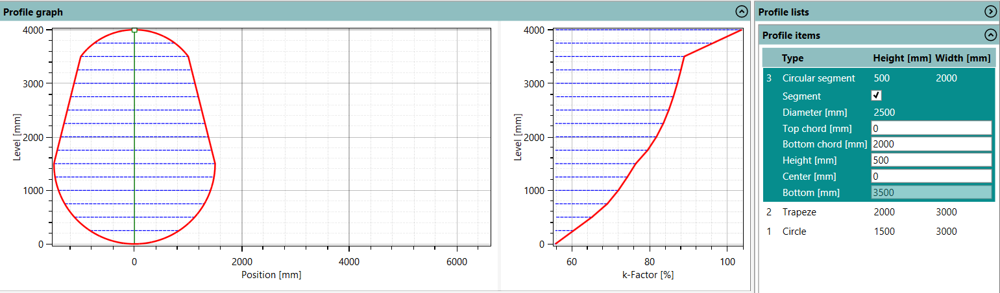 Profile graph
4000
3000
2000
1000
0
Level [mm]
0 2000 4000 6000
Position [mm]
4000
3000
2000
1000
0
Level [mm]
60 80 100
k-Factor [%]
Profile lists
Profile items
Type Height [mm] Width [mm]
3 Circular segment 500 2000
Segment
Diameter [mm] 2500
Top chord [mm] 0
Bottom chord [mm] 2000
Height [mm] 500
Center [mm] 0
Bottom [mm] 3500
2 Trapeze 2000 3000
1 Circle 1500 3000